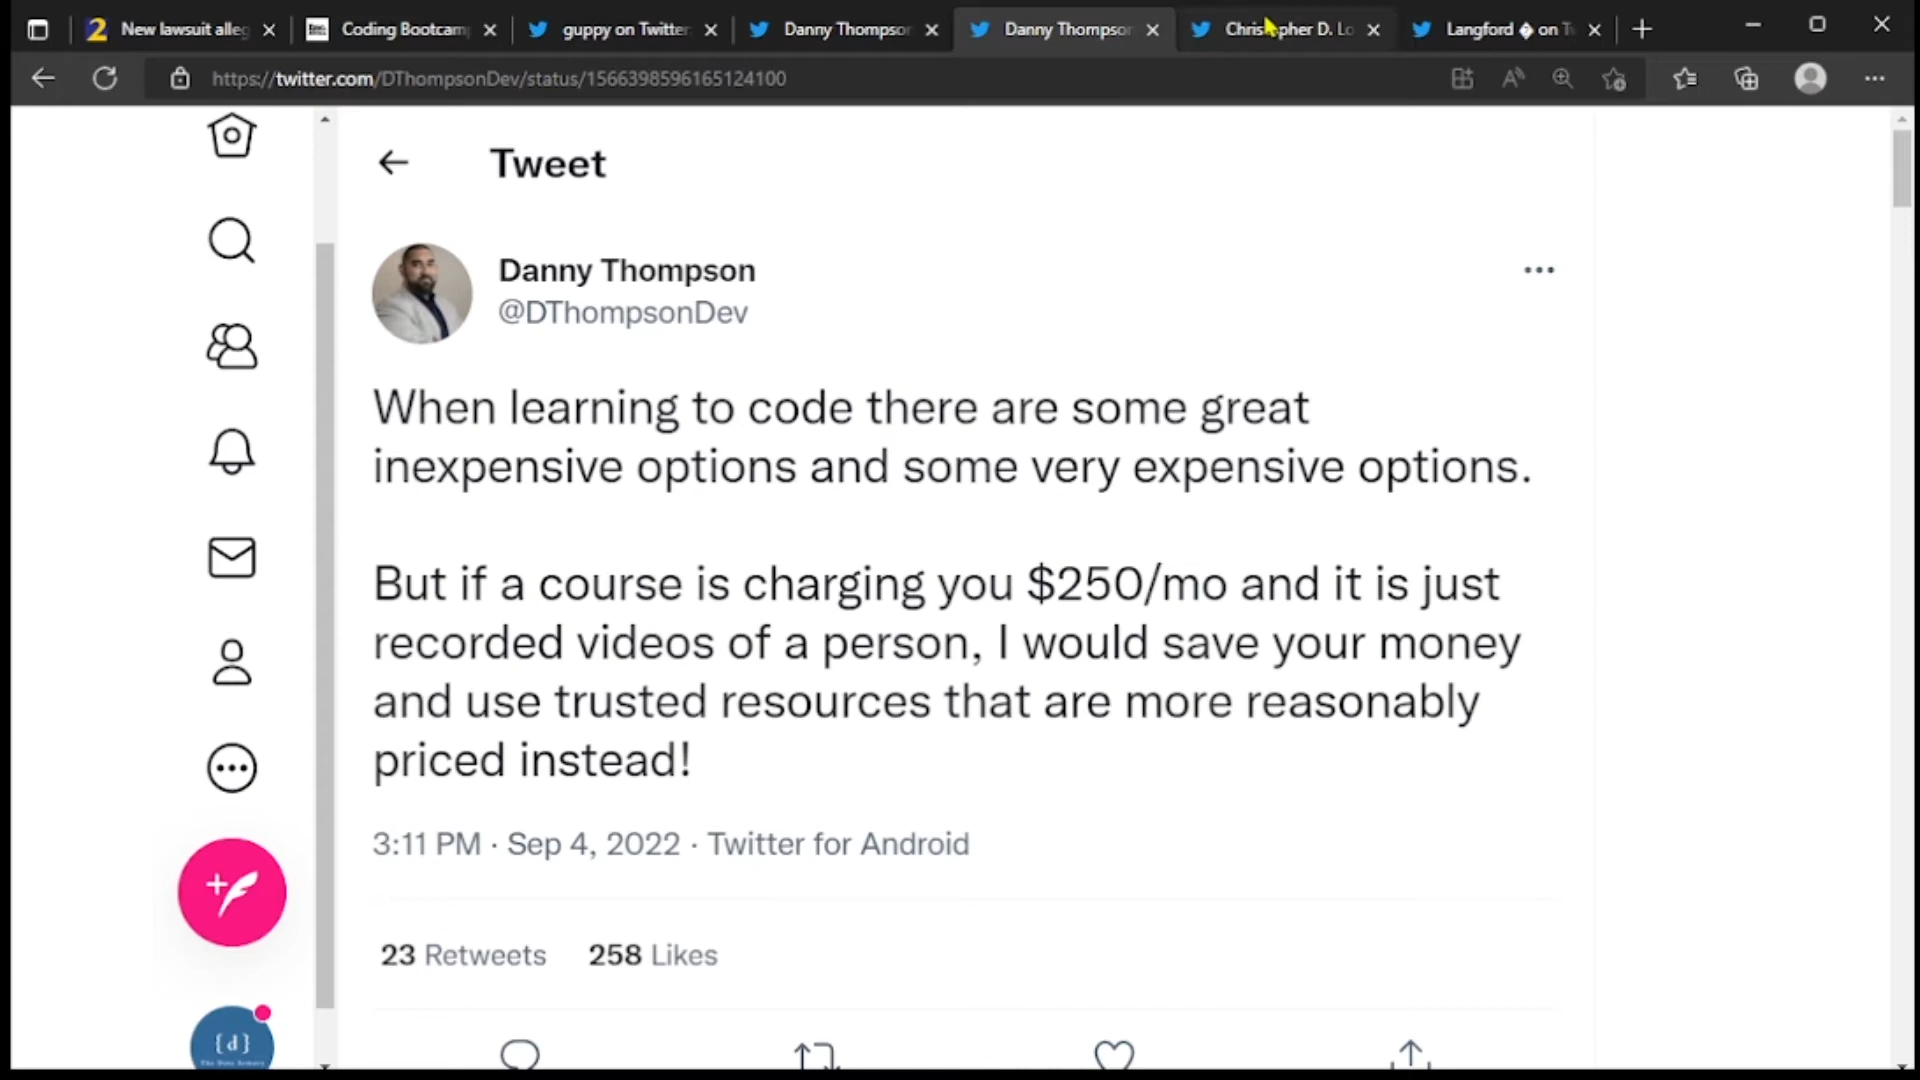 New lawsuit alleg
Coding Bootcam
guppy on Twitter
Danny Thompson
Danny Thompson
Christopher D. Lo
Langford � on T
https://twitter.com/DThompsonDev/status/1566398596165124100
Tweet
Danny Thompson
@DThompsonDev
When learning to code there are some great
inexpensive options and some very expensive options.
But if a course is charging you $250/mo and it is just
recorded videos of a person, I would save your money
and use trusted resources that are more reasonably
priced instead!
3:11 PM · Sep 4, 2022 · Twitter for Android
23 Retweets 258 Likes
{d}